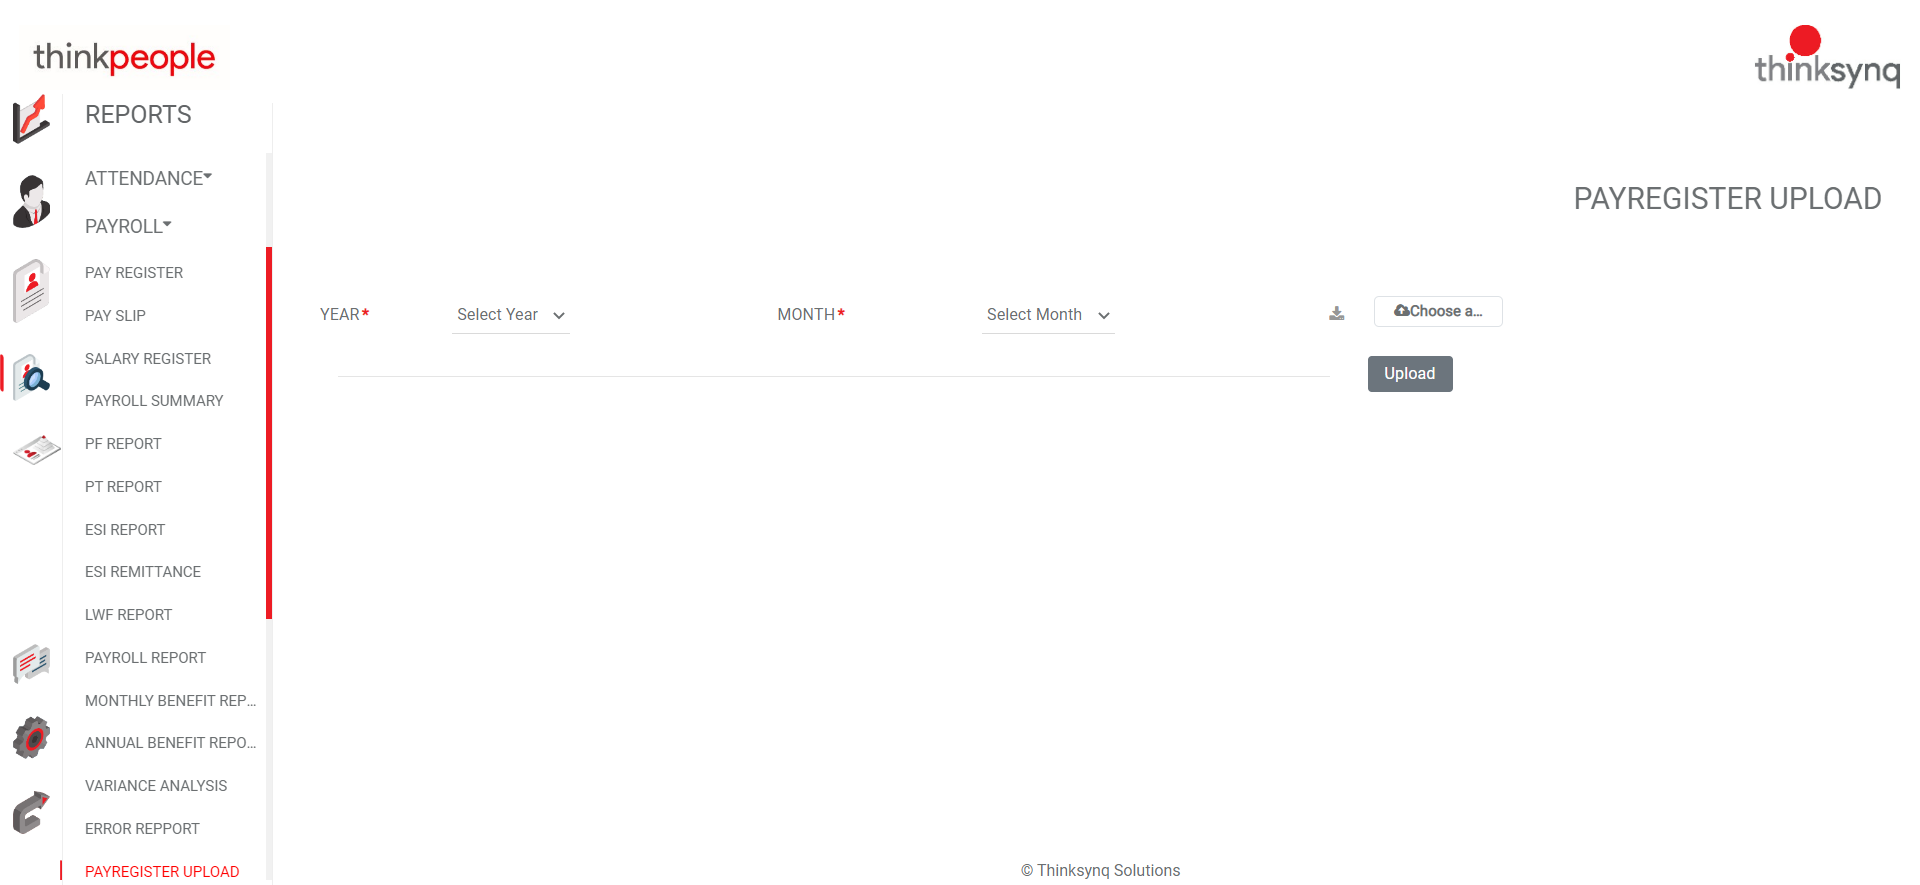 thinkpeople
thinksynq
REPORTS
ATTENDANCE
PAYROLL
PAY REGISTER
PAY SLIP
SALARY REGISTER
PAYROLL SUMMARY
PF REPORT
PT REPORT
ESI REPORT
ESI REMITTANCE
LWF REPORT
PAYROLL REPORT
MONTHLY BENEFIT REP...
ANNUAL BENEFIT REPO...
VARIANCE ANALYSIS
ERROR REPPORT
PAYREGISTER UPLOAD
PAYREGISTER UPLOAD
YEAR* Select Year MONTH* Select Month Choose a...
Upload
© Thinksynq Solutions